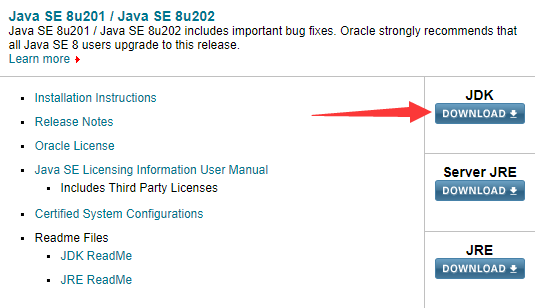 Java SE 8u201 / Java SE 8u202
Java SE 8u201 / Java SE 8u202 includes important bug fixes. Oracle strongly recommends that
all Java SE 8 users upgrade to this release.
Learn more
Installation Instructions
Release Notes
Oracle License
Java SE Licensing Information User Manual
Includes Third Party Licenses
Certified System Configurations
Readme Files
JDK ReadMe
JRE ReadMe
JDK
DOWNLOAD
Server JRE
DOWNLOAD
JRE
DOWNLOAD